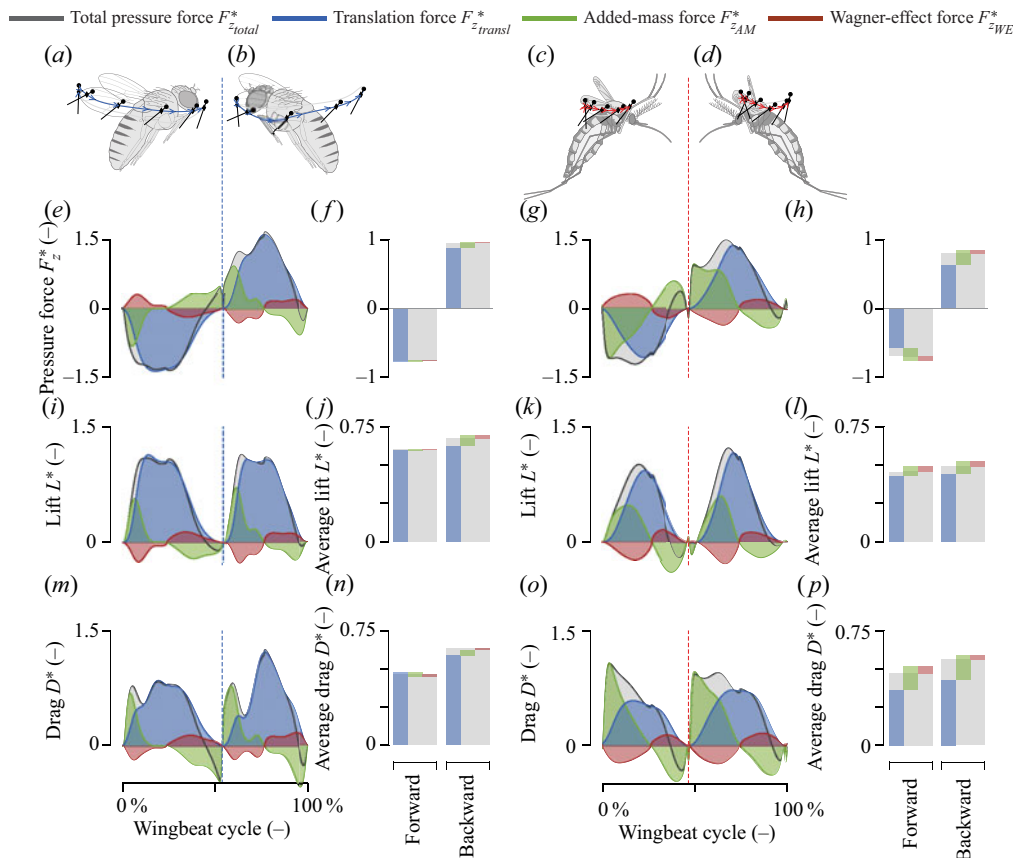 Total pressure force F*ztotal Translation force F*ztransl Added-mass force F*zAM Wagner-effect force F*zWE
(a) (b) (c) (d)
(e) (f) (g) (h)
Pressure force F*z (–)
1.5
0
–1.5
1
0
–1
1.5
0
–1.5
1
0
–1
(i) (j) (k) (l)
Lift L* (–)
1.5
0
Average lift L* (–)
0.75
0
Lift L* (–)
1.5
0
Average lift L* (–)
0.75
0
(m) (n) (o) (p)
Drag D* (–)
1.5
0
Average drag D* (–)
0.75
0
Drag D* (–)
1.5
0
Average drag D* (–)
0.75
0
0 % 100 %
Wingbeat cycle (–)
Forward
Backward
0 % 100 %
Wingbeat cycle (–)
Forward
Backward